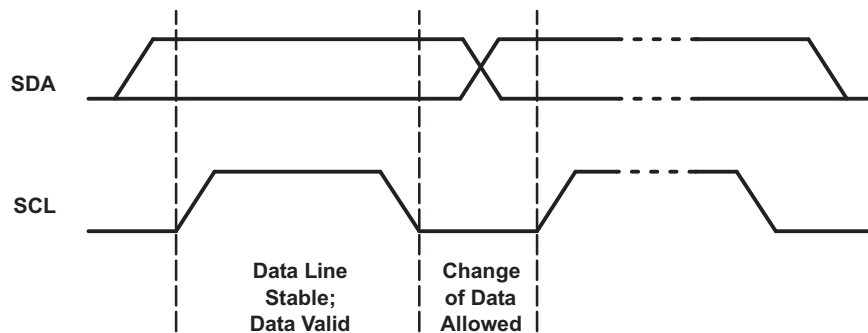 SDA
SCL
Data Line
Stable;
Data Valid
Change
of Data
Allowed